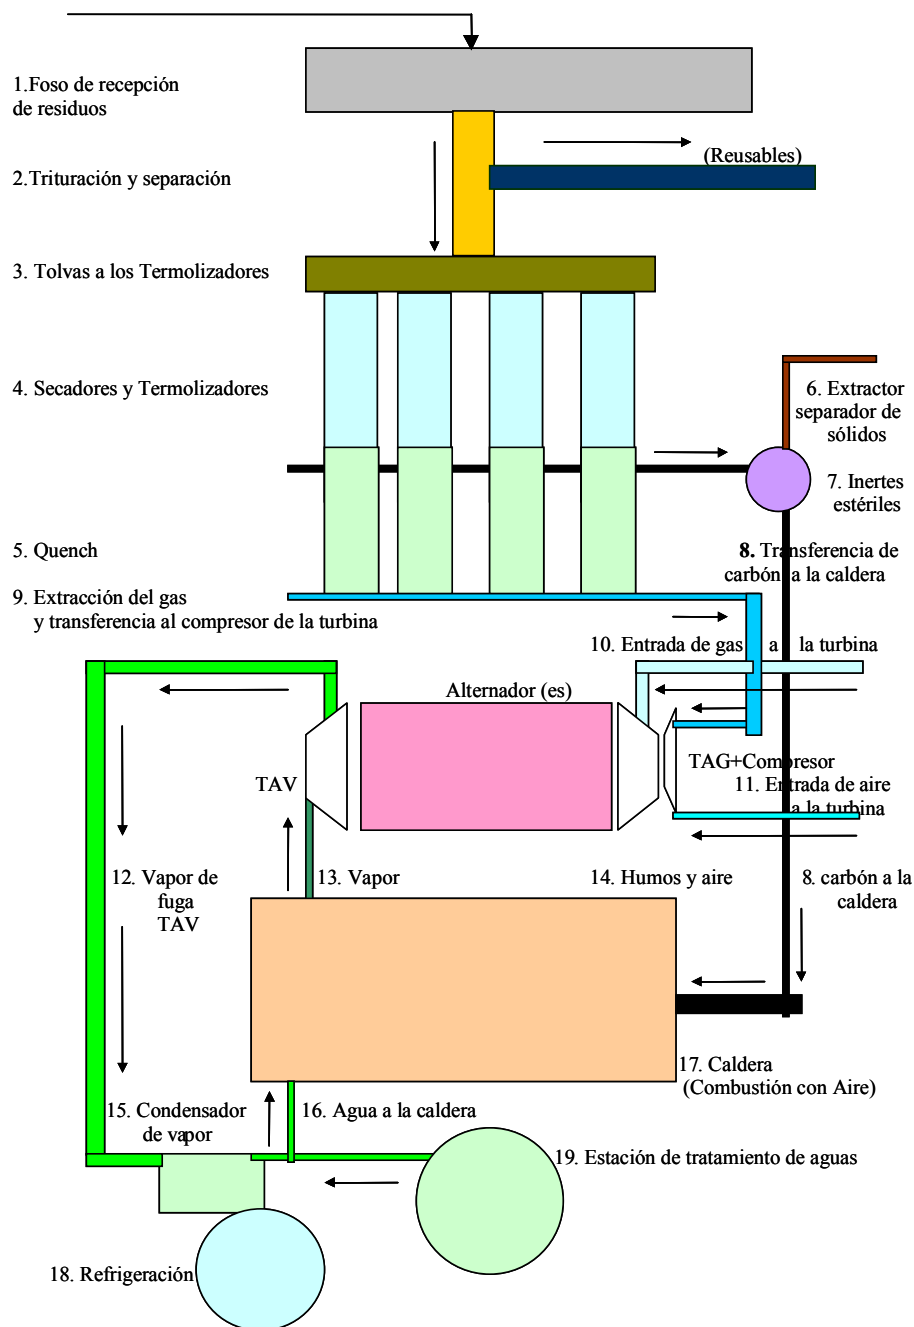 1.Foso de recepción
de residuos
(Reusables)
2.Trituración y separación
3. Tolvas a los Termolizadores
4. Secadores y Termolizadores
6. Extractor
separador de
sólidos
7. Inertes
estériles
5. Quench
8. Transferencia de
carbón a la caldera
9. Extracción del gas
y transferencia al compresor de la turbina
10. Entrada de gas a la turbina
Alternador (es)
TAV
TAG+Compresor
11. Entrada de aire
a la turbina
12. Vapor de
fuga
TAV
13. Vapor
14. Humos y aire
8. carbón a la
caldera
17. Caldera
(Combustión con Aire)
15. Condensador
de vapor
16. Agua a la caldera
19. Estación de tratamiento de aguas
18. Refrigeración